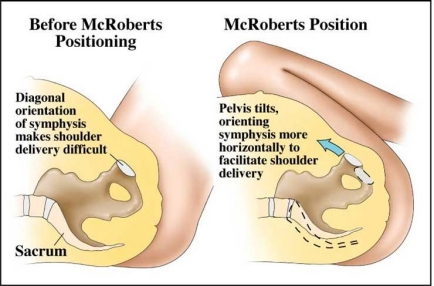 Before McRoberts
Positioning
Diagonal
orientation
of symphysis
makes shoulder
delivery difficult
Sacrum
McRoberts Position
Pelvis tilts,
orienting
symphysis more
horizontally to
facilitate shoulder
delivery